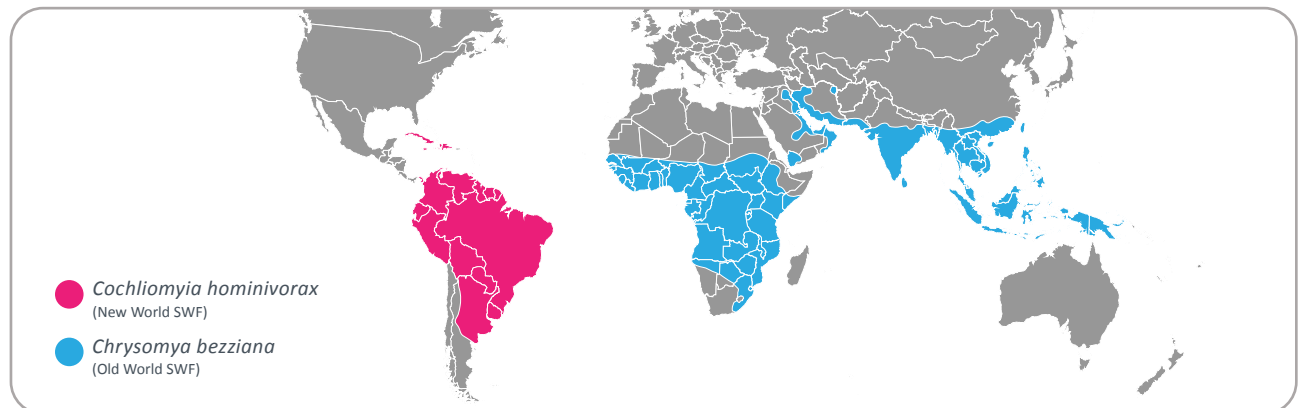 Cochliomyia hominivorax
(New World SWF)
Chrysomya bezziana
(Old World SWF)